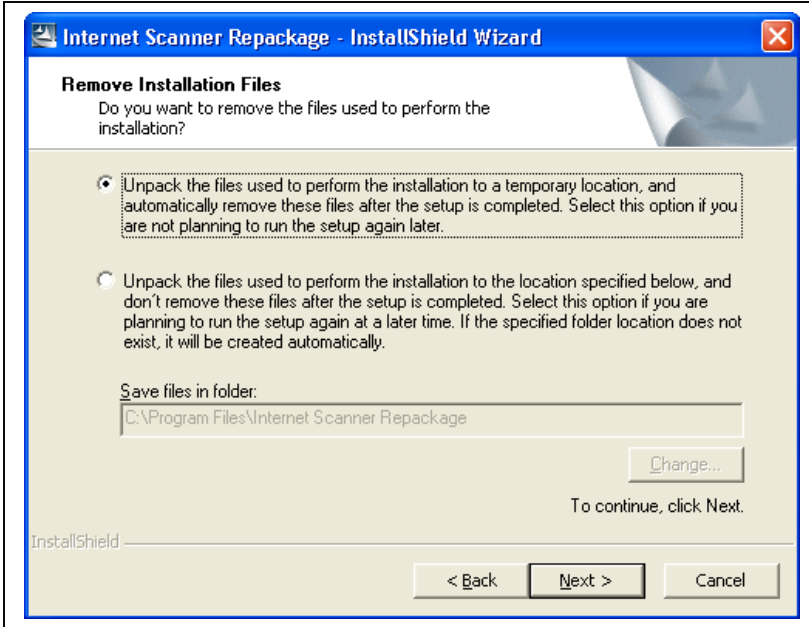 Internet Scanner Repackage - InstallShield Wizard
Remove Installation Files
Do you want to remove the files used to perform the
installation?
Unpack the files used to perform the installation to a temporary location, and
automatically remove these files after the setup is completed. Select this option if you
are not planning to run the setup again later.
Unpack the files used to perform the installation to the location specified below, and
don't remove these files after the setup is completed. Select this option if you are
planning to run the setup again at a later time. If the specified folder location does not
exist, it will be created automatically.
Save files in folder:
C:\Program Files\Internet Scanner Repackage
Change...
To continue, click Next.
InstallShield
< Back Next > Cancel